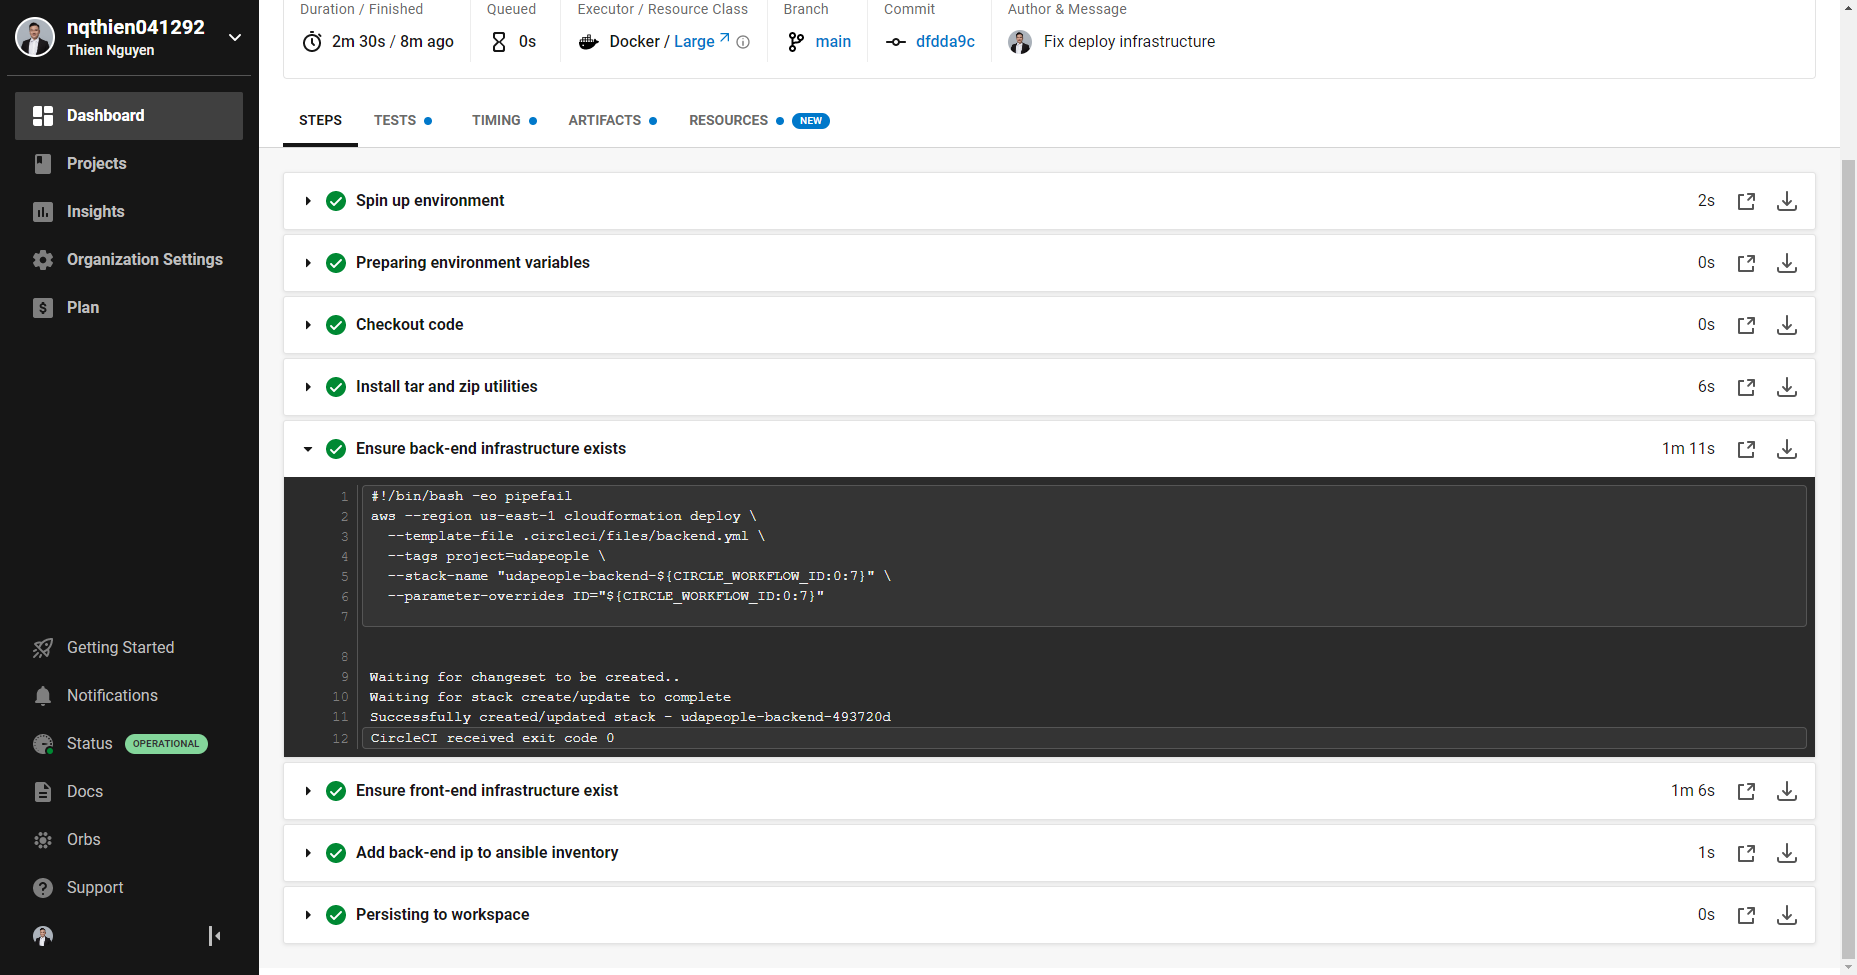 nqthien041292
Thien Nguyen
Dashboard
Projects
Insights
Organization Settings
Plan
Getting Started
Notifications
Status OPERATIONAL
Docs
Orbs
Support
Duration / Finished
2m 30s / 8m ago
Queued
0s
Executor / Resource Class
Docker / Large
Branch
main
Commit
dfdda9c
Author & Message
Fix deploy infrastructure
STEPS TESTS TIMING ARTIFACTS RESOURCES NEW
Spin up environment 2s
Preparing environment variables 0s
Checkout code 0s
Install tar and zip utilities 6s
Ensure back-end infrastructure exists 1m 11s
1 #!/bin/bash -eo pipefail
2 aws --region us-east-1 cloudformation deploy \
3 --template-file .circleci/files/backend.yml \
4 --tags project=udapeople \
5 --stack-name "udapeople-backend-${CIRCLE_WORKFLOW_ID:0:7}" \
6 --parameter-overrides ID="${CIRCLE_WORKFLOW_ID:0:7}"
7
8
9 Waiting for changeset to be created..
10 Waiting for stack create/update to complete
11 Successfully created/updated stack - udapeople-backend-493720d
12 CircleCI received exit code 0
Ensure front-end infrastructure exist 1m 6s
Add back-end ip to ansible inventory 1s
Persisting to workspace 0s